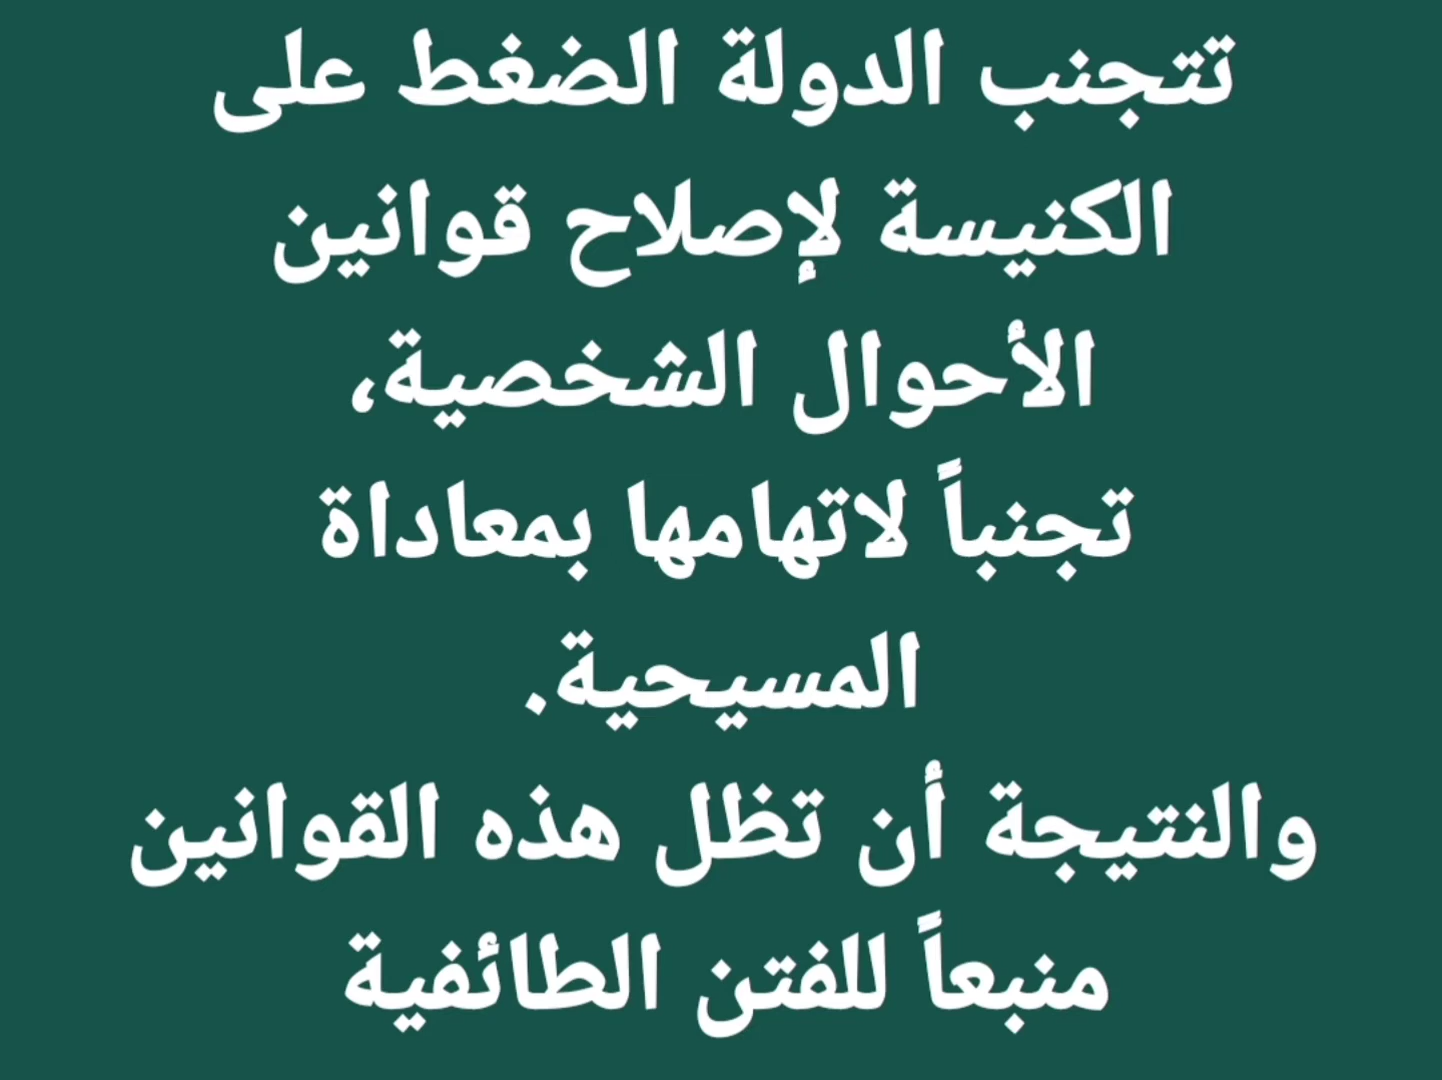 تتجنب الدولة الضغط على
الكنيسة لإصلاح قوانين
الأحوال الشخصية،
تجنباً لاتهامها بمعاداة
المسيحية.
والنتيجة أن تظل هذه القوانين
منبعاً للفتن الطائفية